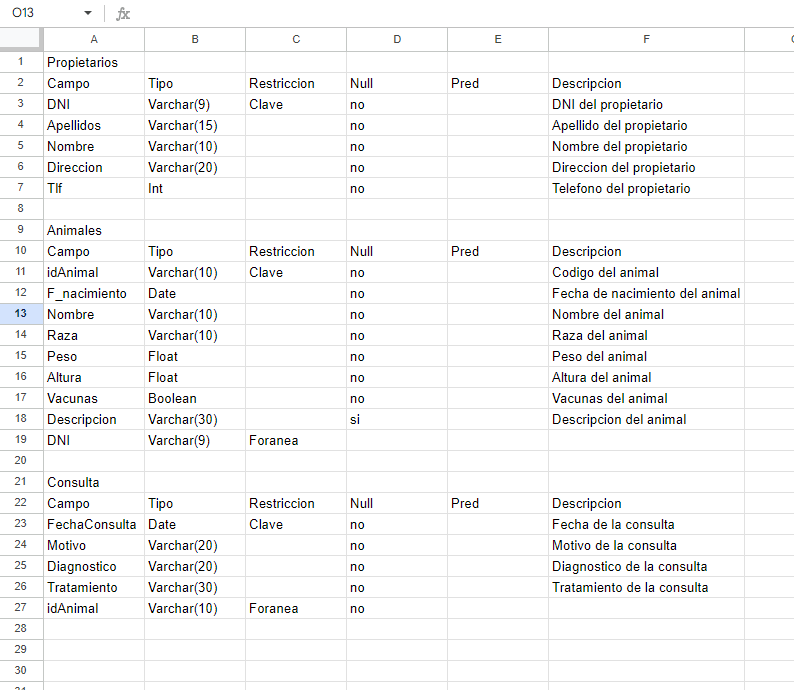 O13 fx
A B C D E F
1 Propietarios
2 Campo Tipo Restriccion Null Pred Descripcion
3 DNI Varchar(9) Clave no DNI del propietario
4 Apellidos Varchar(15) no Apellido del propietario
5 Nombre Varchar(10) no Nombre del propietario
6 Direccion Varchar(20) no Direccion del propietario
7 Tlf Int no Telefono del propietario
8
9 Animales
10 Campo Tipo Restriccion Null Pred Descripcion
11 idAnimal Varchar(10) Clave no Codigo del animal
12 F_nacimiento Date no Fecha de nacimiento del animal
13 Nombre Varchar(10) no Nombre del animal
14 Raza Varchar(10) no Raza del animal
15 Peso Float no Peso del animal
16 Altura Float no Altura del animal
17 Vacunas Boolean no Vacunas del animal
18 Descripcion Varchar(30) si Descripcion del animal
19 DNI Varchar(9) Foranea
20
21 Consulta
22 Campo Tipo Restriccion Null Pred Descripcion
23 FechaConsulta Date Clave no Fecha de la consulta
24 Motivo Varchar(20) no Motivo de la consulta
25 Diagnostico Varchar(20) no Diagnostico de la consulta
26 Tratamiento Varchar(30) no Tratamiento de la consulta
27 idAnimal Varchar(10) Foranea no
28
29
30